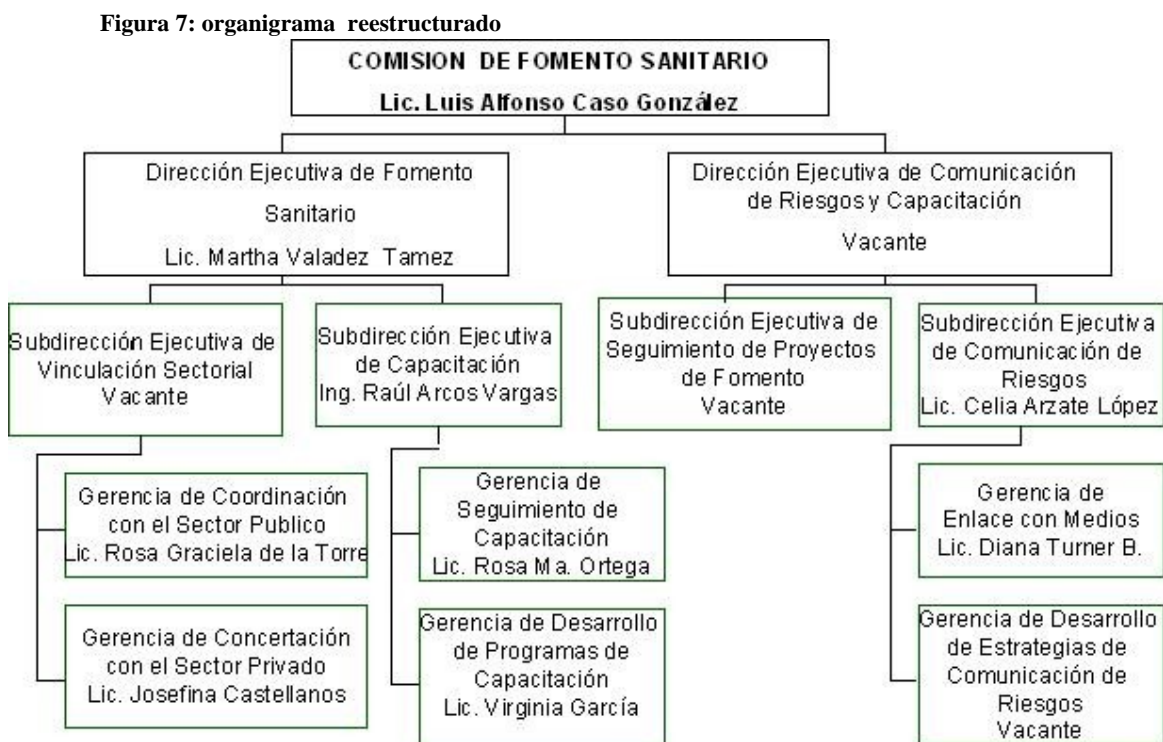 Figura 7: organigrama reestructurado
COMISION DE FOMENTO SANITARIO
Lic. Luis Alfonso Caso González
Dirección Ejecutiva de Fomento
Sanitario
Lic. Martha Valadez Tamez
Dirección Ejecutiva de Comunicación
de Riesgos y Capacitación
Vacante
Subdirección Ejecutiva de
Vinculación Sectorial
Vacante
Subdirección Ejecutiva
de Capacitación
Ing. Raúl Arcos Vargas
Subdirección Ejecutiva de
Seguimiento de Proyectos
de Fomento
Vacante
Subdirección Ejecutiva
de Comunicación de
Riesgos
Lic. Celia Arzate López
Gerencia de Coordinación
con el Sector Publico
Lic. Rosa Graciela de la Torre
Gerencia de
Seguimiento de
Capacitación
Lic. Rosa Ma. Ortega
Gerencia de
Enlace con Medios
Lic. Diana Turner B.
Gerencia de Concertación
con el Sector Privado
Lic. Josefina Castellanos
Gerencia de Desarrollo
de Programas de
Capacitación
Lic. Virginia García
Gerencia de Desarrollo
de Estrategias de
Comunicación de
Riesgos
Vacante